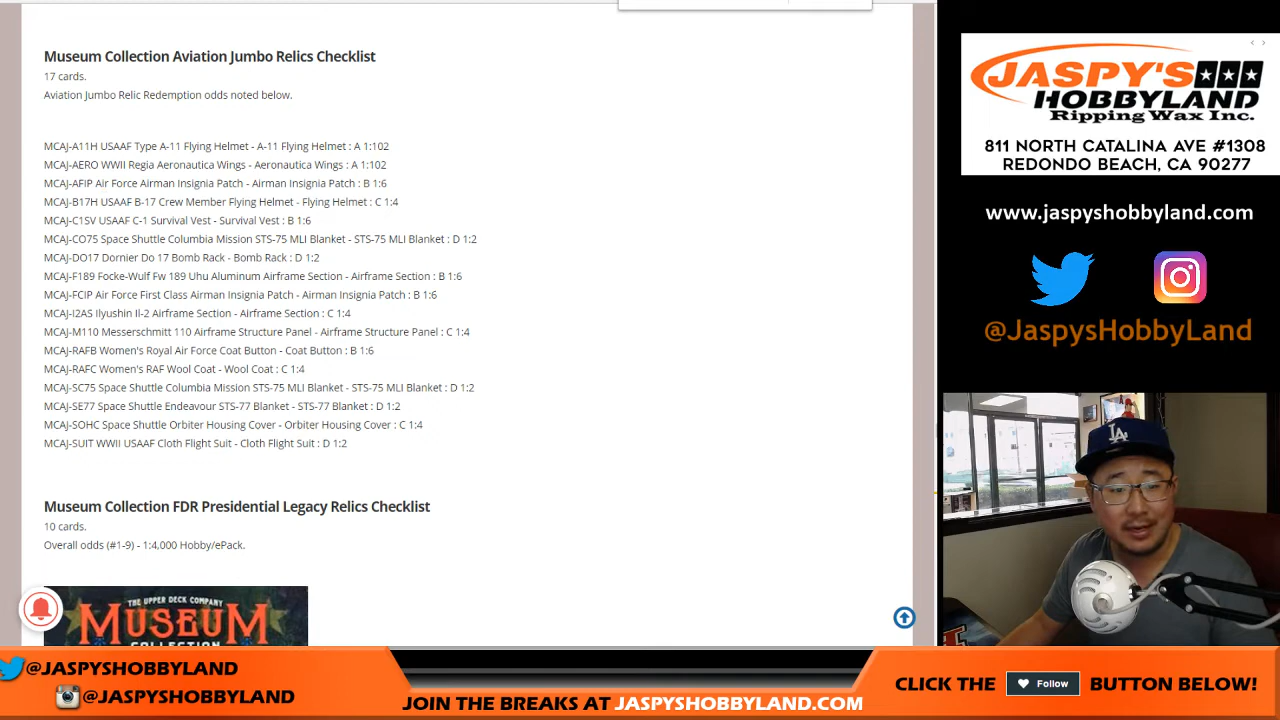 Museum Collection Aviation Jumbo Relics Checklist
17 cards.
Aviation Jumbo Relic Redemption odds noted below.
MCAJ-A11H USAAF Type A-11 Flying Helmet - A-11 Flying Helmet : A 1:102
MCAJ-AERO WWII Regia Aeronautica Wings - Aeronautica Wings : A 1:102
MCAJ-AFIP Air Force Airman Insignia Patch - Airman Insignia Patch : B 1:6
MCAJ-B17H USAAF B-17 Crew Member Flying Helmet - Flying Helmet : C 1:4
MCAJ-C1SV USAAF C-1 Survival Vest - Survival Vest : B 1:6
MCAJ-CO75 Space Shuttle Columbia Mission STS-75 MLI Blanket - STS-75 MLI Blanket : D 1:2
MCAJ-DO17 Dornier Do 17 Bomb Rack - Bomb Rack : D 1:2
MCAJ-F189 Focke-Wulf Fw 189 Uhu Aluminum Airframe Section - Airframe Section : B 1:6
MCAJ-FCIP Air Force First Class Airman Insignia Patch - Airman Insignia Patch : B 1:6
MCAJ-I2AS Ilyushin Il-2 Airframe Section - Airframe Section : C 1:4
MCAJ-M110 Messerschmitt 110 Airframe Structure Panel - Airframe Structure Panel : C 1:4
MCAJ-RAFB Women's Royal Air Force Coat Button - Coat Button : B 1:6
MCAJ-RAFC Women's RAF Wool Coat - Wool Coat : C 1:4
MCAJ-SC75 Space Shuttle Columbia Mission STS-75 MLI Blanket - STS-75 MLI Blanket : D 1:2
MCAJ-SE77 Space Shuttle Endeavour STS-77 Blanket - STS-77 Blanket : D 1:2
MCAJ-SOHC Space Shuttle Orbiter Housing Cover - Orbiter Housing Cover : C 1:4
MCAJ-SUIT WWII USAAF Cloth Flight Suit - Cloth Flight Suit : D 1:2
Museum Collection FDR Presidential Legacy Relics Checklist
10 cards.
Overall odds (#1-9) - 1:4,000 Hobby/ePack.
THE UPPER DECK COMPANY
MUSEUM
COLLECTION
JASPY'S
HOBBYLAND
Ripping Wax Inc.
811 NORTH CATALINA AVE #1308
REDONDO BEACH, CA 90277
www.jaspyshobbyland.com
@JaspysHobbyLand
LA
@JASPYSHOBBYLAND
@JASPYSHOBBYLAND
JOIN THE BREAKS AT JASPYSHOBBYLAND.COM
CLICK THE Follow BUTTON BELOW!